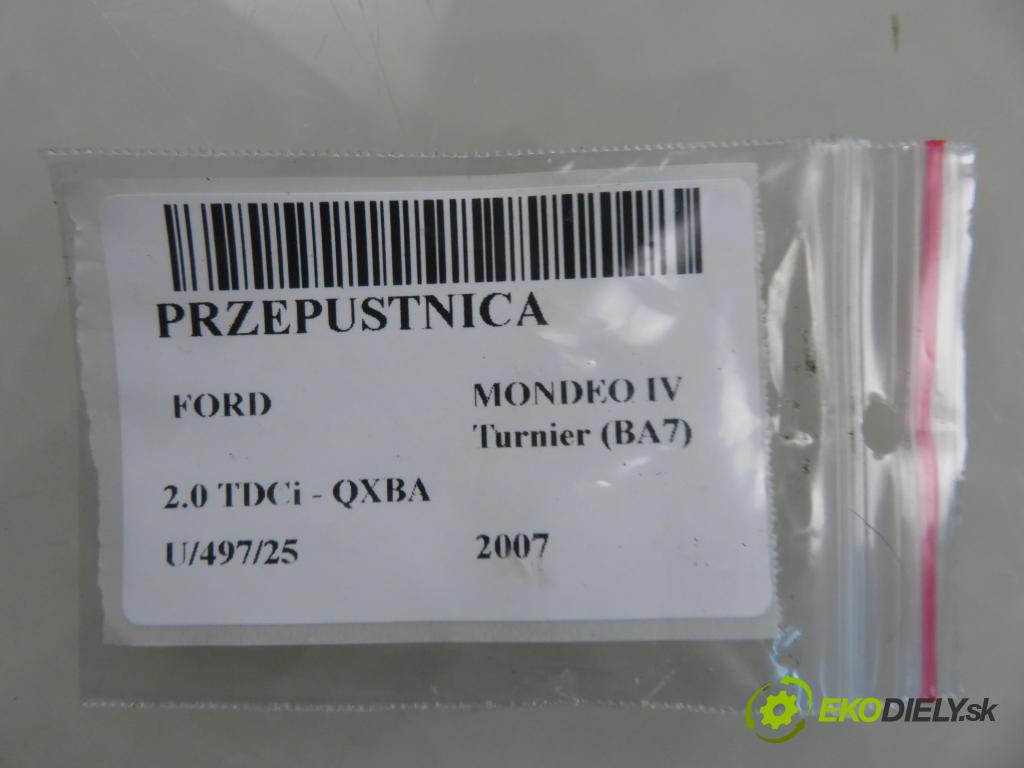 PRZEPUSTNICA
FORD
MONDEO IV
Turnier (BA7)
2.0 TDCi - QXBA
U/497/25
2007
EKODIELY.sk